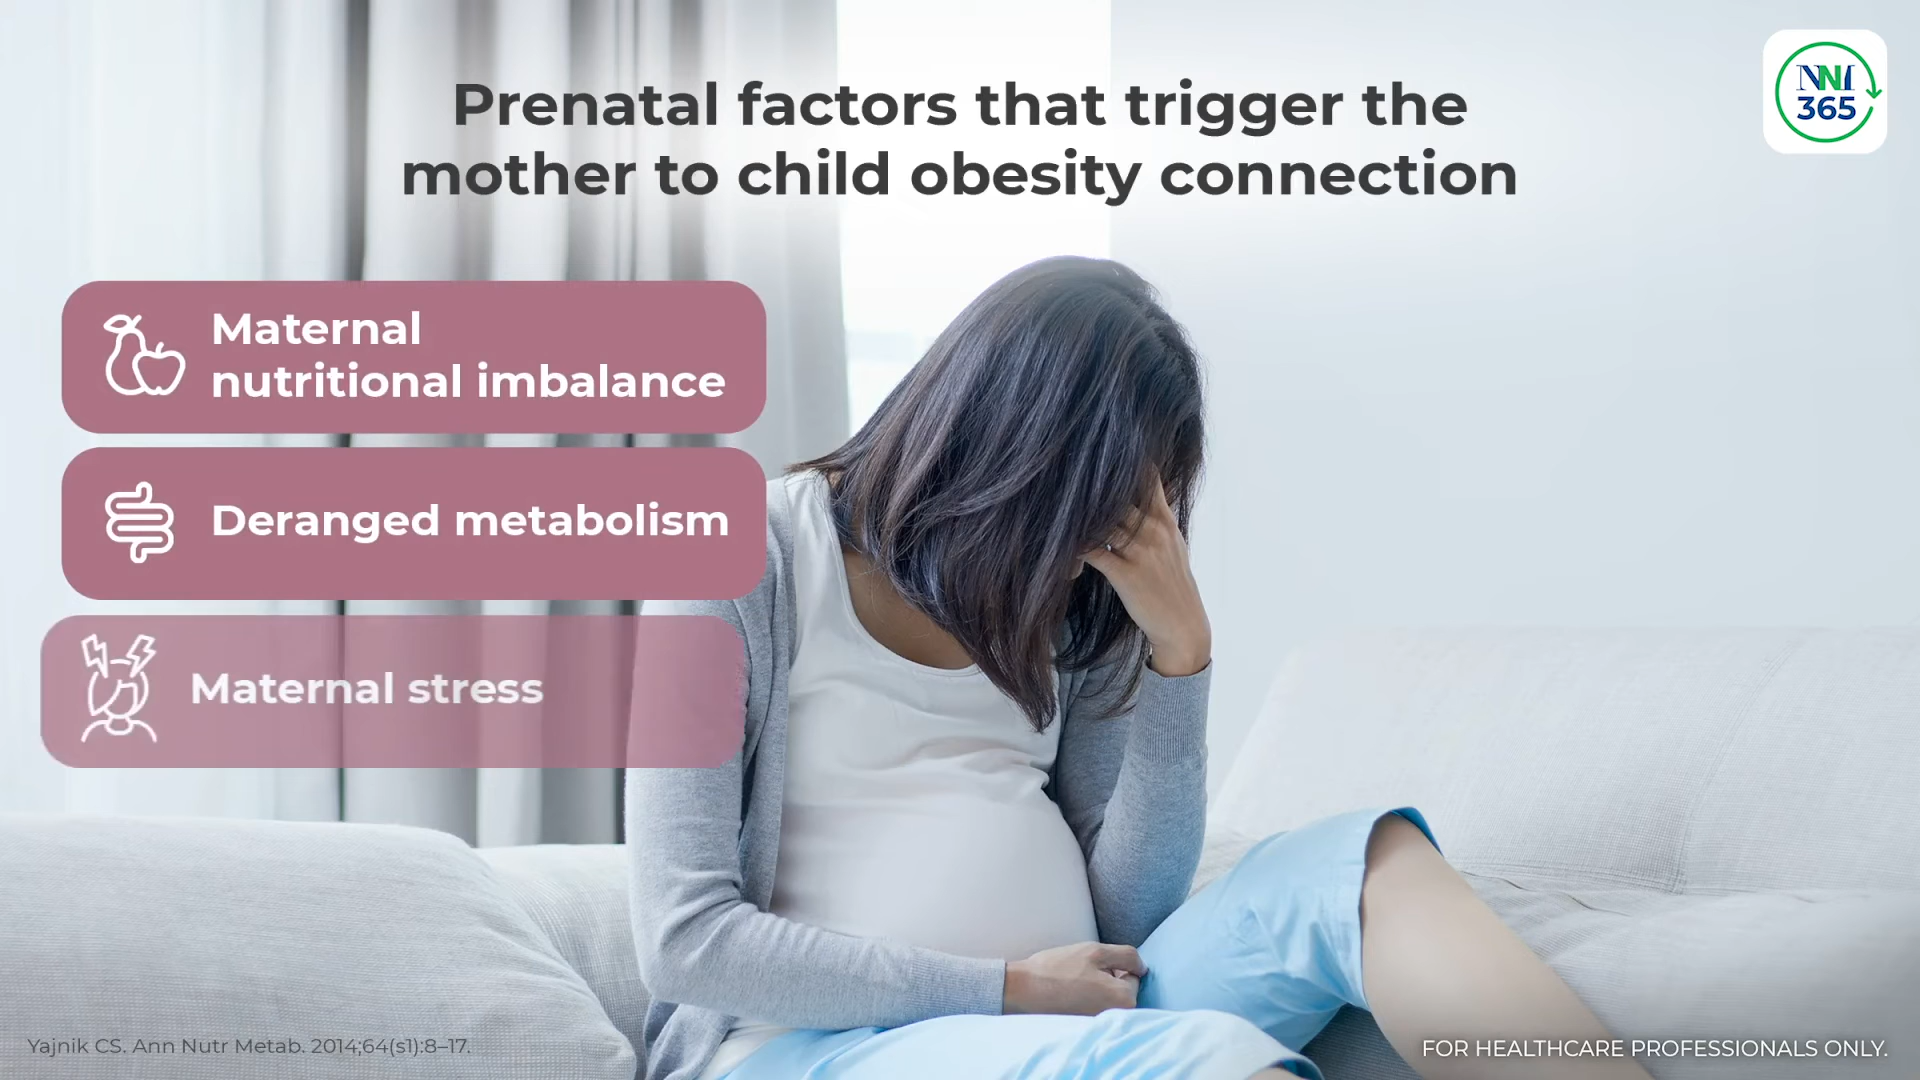 Prenatal factors that trigger the
mother to child obesity connection
NNI
365
Maternal
nutritional imbalance
Deranged metabolism
Maternal stress
Yajnik CS. Ann Nutr Metab. 2014;64(s1):8–17.
FOR HEALTHCARE PROFESSIONALS ONLY.